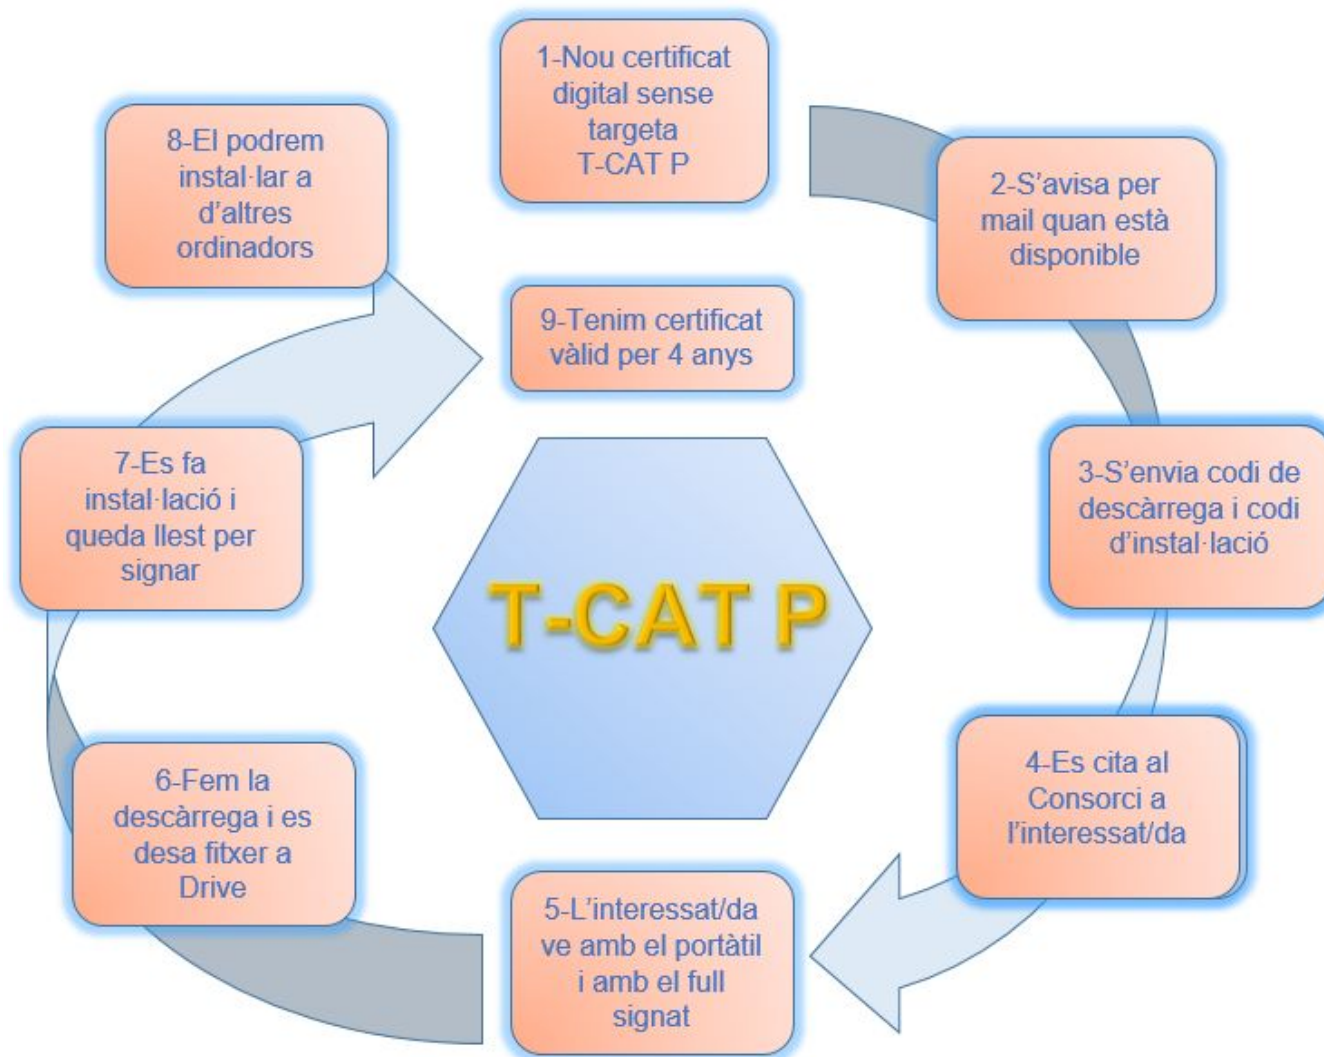 1-Nou certificat
digital sense
targeta
T-CAT P
2-S’avisa per
mail quan està
disponible
3-S’envia codi de
descàrrega i codi
d’instal·lació
4-Es cita al
Consorci a
l’interessat/da
5-L’interessat/da
ve amb el portàtil
i amb el full
signat
6-Fem la
descàrrega i es
desa fitxer a
Drive
7-Es fa
instal·lació i
queda llest per
signar
8-El podrem
instal·lar a
d’altres
ordinadors
9-Tenim certificat
vàlid per 4 anys
T-CAT P